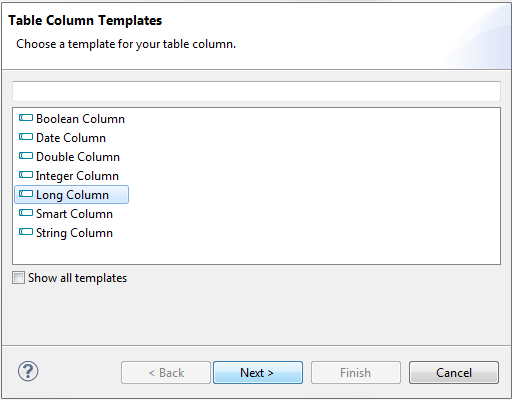 Table Column Templates
Choose a template for your table column.
Boolean Column
Date Column
Double Column
Integer Column
Long Column
Smart Column
String Column
Show all templates
? < Back Next > Finish Cancel